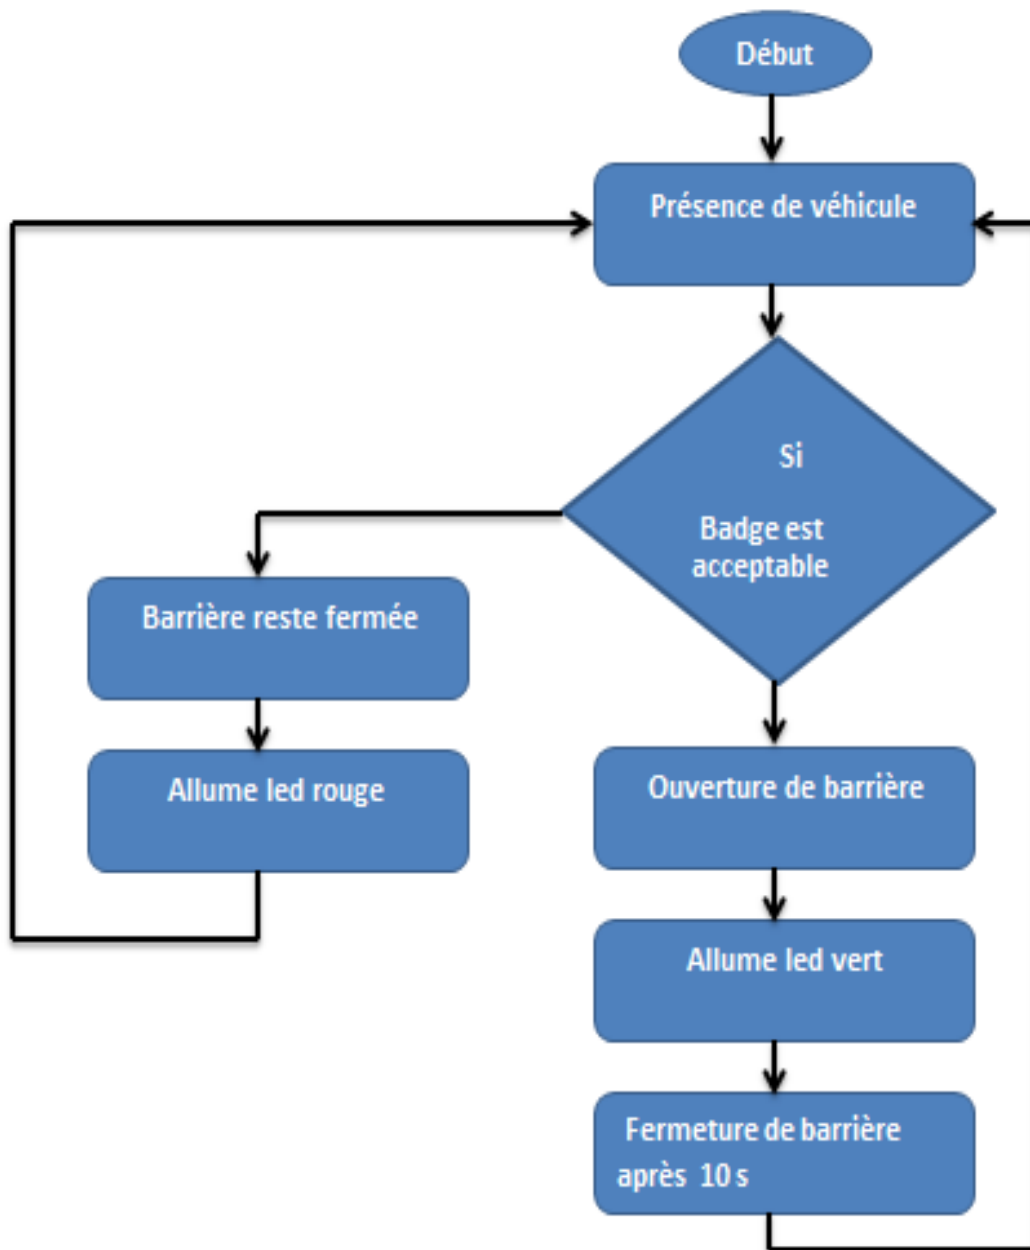 Début
Présence de véhicule
Si
Badge est
acceptable
Barrière reste fermée
Allume led rouge
Ouverture de barrière
Allume led vert
Fermeture de barrière
après 10 s